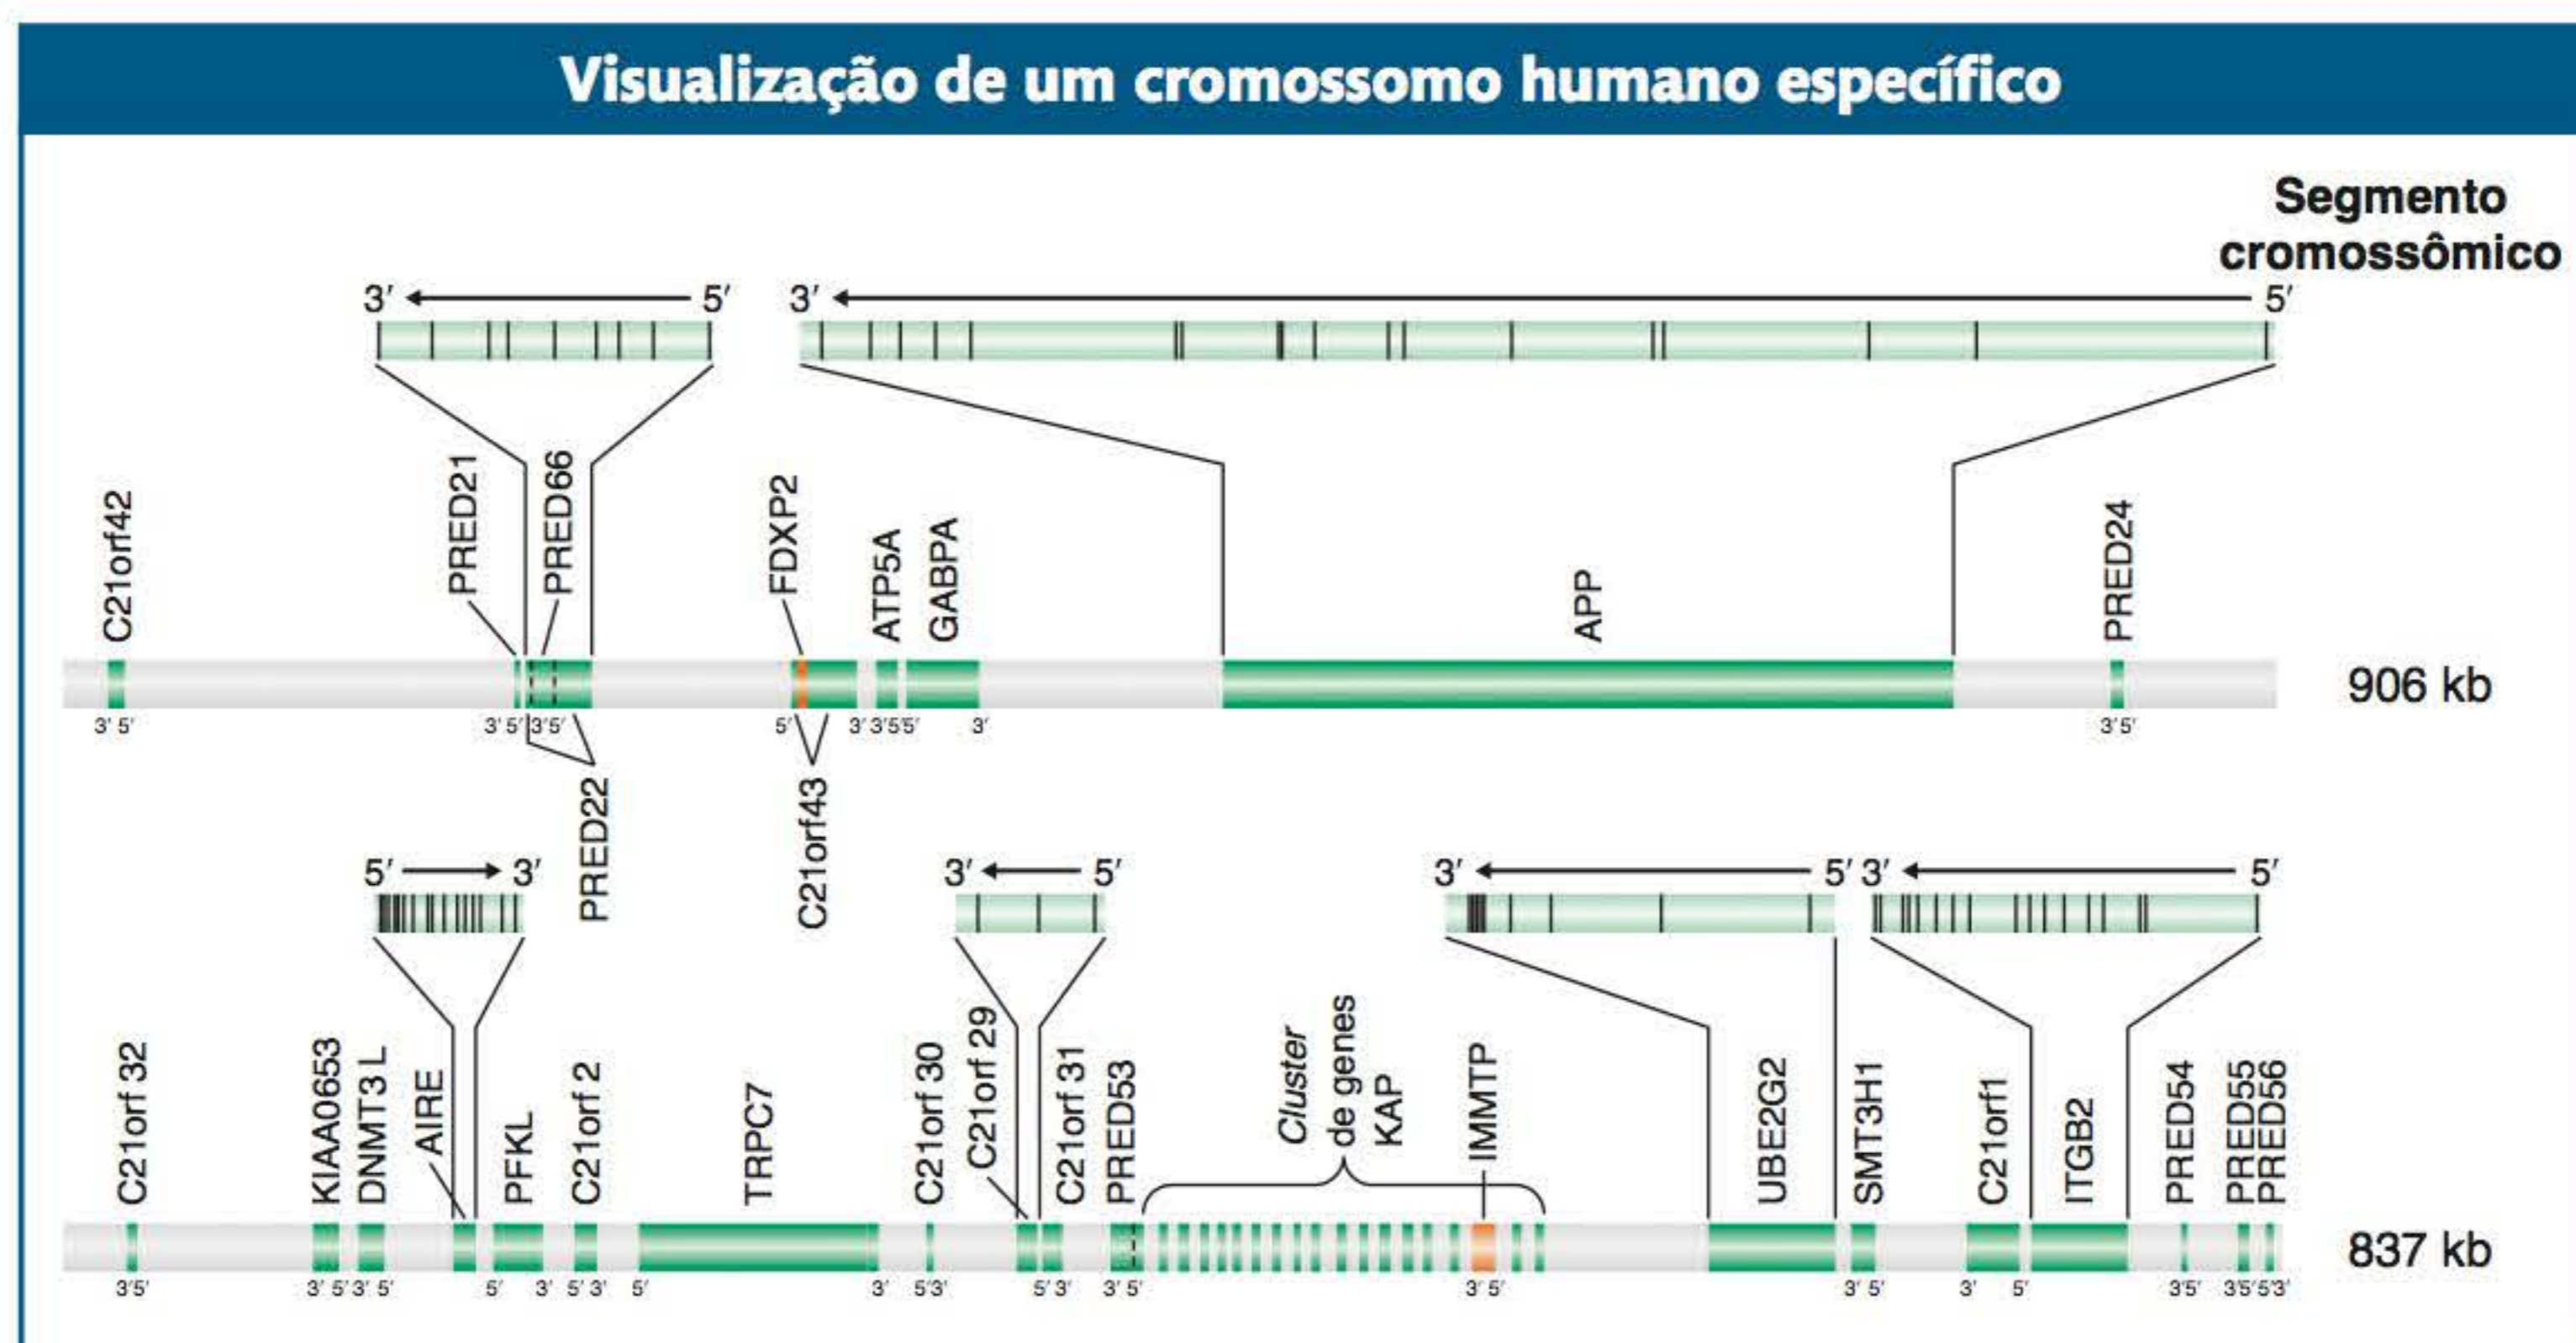 Visualização de um cromossomo humano específico
Segmento
cromossômico
3′ 5′ 3′ 5′
C21orf42
PRED21
PRED66
FDXP2
ATP5A
GABPA
APP
PRED24
906 kb
3′ 5′ 3′ 5′ 3′ 5′ 5′ 3′ 3′ 5′ 5′ 3′ 3′ 5′
PRED22
C21orf43
5′ 3′ 3′ 5′ 3′ 5′ 3′ 5′
C21orf 32
KIAA0653
DNMT3 L
AIRE
PFKL
C21orf 2
TRPC7
C21orf 30
C21orf 29
C21orf 31
PRED53
Cluster
de genes
KAP
IMMTP
UBE2G2
SMT3H1
C21orf1
ITGB2
PRED54
PRED55
PRED56
837 kb
3′ 5′ 3′ 5′ 3′ 5′ 5′ 3′ 5′ 3′ 5′ 3′ 5′ 3′ 5′ 3′ 3′ 5′ 3′ 5′ 3′ 5′ 3′ 5′ 3′ 5′ 3′ 5′ 5′ 3′